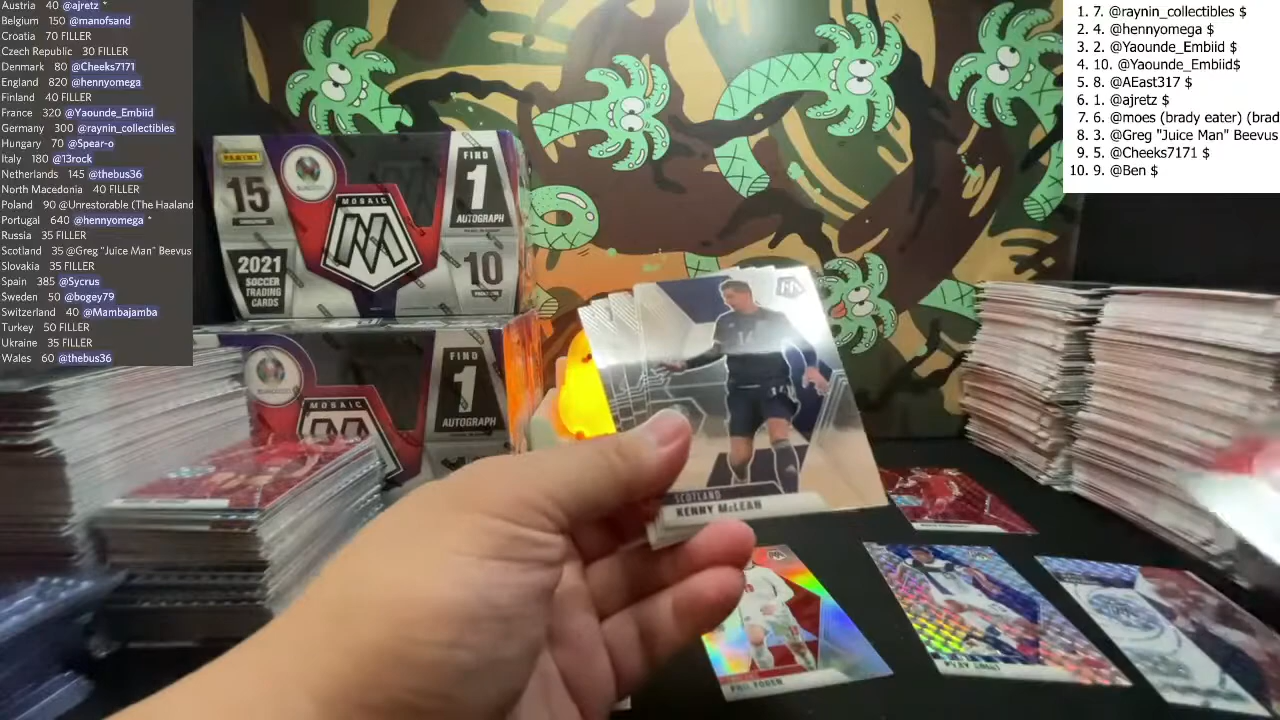 Austria 40 @ajretz *
Belgium 150 @manofsand
Croatia 70 FILLER
Czech Republic 30 FILLER
Denmark 80 @Cheeks7171
England 820 @hennyomega
Finland 40 FILLER
France 320 @Yaounde_Embiid
Germany 300 @raynin_collectibles
Hungary 70 @Spear-o
Italy 180 @13rock
Netherlands 145 @thebus36
North Macedonia 40 FILLER
Poland 90 @Unrestorable (The Haaland
Portugal 640 @hennyomega *
Russia 35 FILLER
Scotland 35 @Greg "Juice Man" Beevus
Slovakia 35 FILLER
Spain 385 @Sycrus
Sweden 50 @bogey79
Switzerland 40 @Mambajamba
Turkey 50 FILLER
Ukraine 35 FILLER
Wales 60 @thebus36
1. 7. @raynin_collectibles $
2. 4. @hennyomega $
3. 2. @Yaounde_Embiid $
4. 10. @Yaounde_Embiid$
5. 8. @AEast317 $
6. 1. @ajretz $
7. 6. @moes (brady eater) (brad
8. 3. @Greg "Juice Man" Beevus
9. 5. @Cheeks7171 $
10. 9. @Ben $
PANINI
15
2021
SOCCER
TRADING
CARDS
MOSAIC
FIND
1
AUTOGRAPH
10
MOSAIC
FIND
1
AUTOGRAPH
14
SCOTLAND
KENNY McLEAN
PHIL FODEN